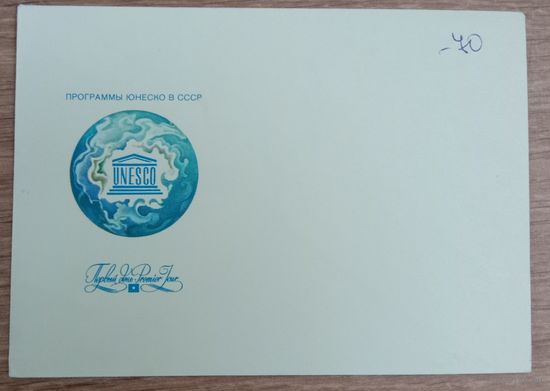 -70
ПРОГРАММЫ ЮНЕСКО В СССР
UNESCO
Первый день Premier Jour